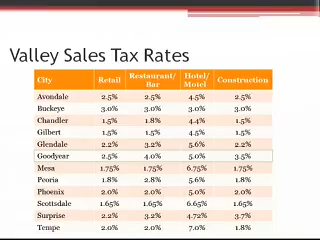 Valley Sales Tax Rates
City Retail Restaurant/ Bar Hotel/ Motel Construction
Avondale 2.5% 2.5% 4.5% 2.5%
Buckeye 3.0% 3.0% 3.0% 3.0%
Chandler 1.5% 1.8% 4.4% 1.5%
Gilbert 1.5% 1.5% 4.5% 1.5%
Glendale 2.2% 3.2% 5.6% 2.2%
Goodyear 2.5% 4.0% 5.0% 3.5%
Mesa 1.75% 1.75% 6.75% 1.75%
Peoria 1.8% 2.8% 5.6% 1.8%
Phoenix 2.0% 2.0% 5.0% 2.0%
Scottsdale 1.65% 1.65% 6.65% 1.65%
Surprise 2.2% 3.2% 4.72% 3.7%
Tempe 2.0% 2.0% 7.0% 1.8%